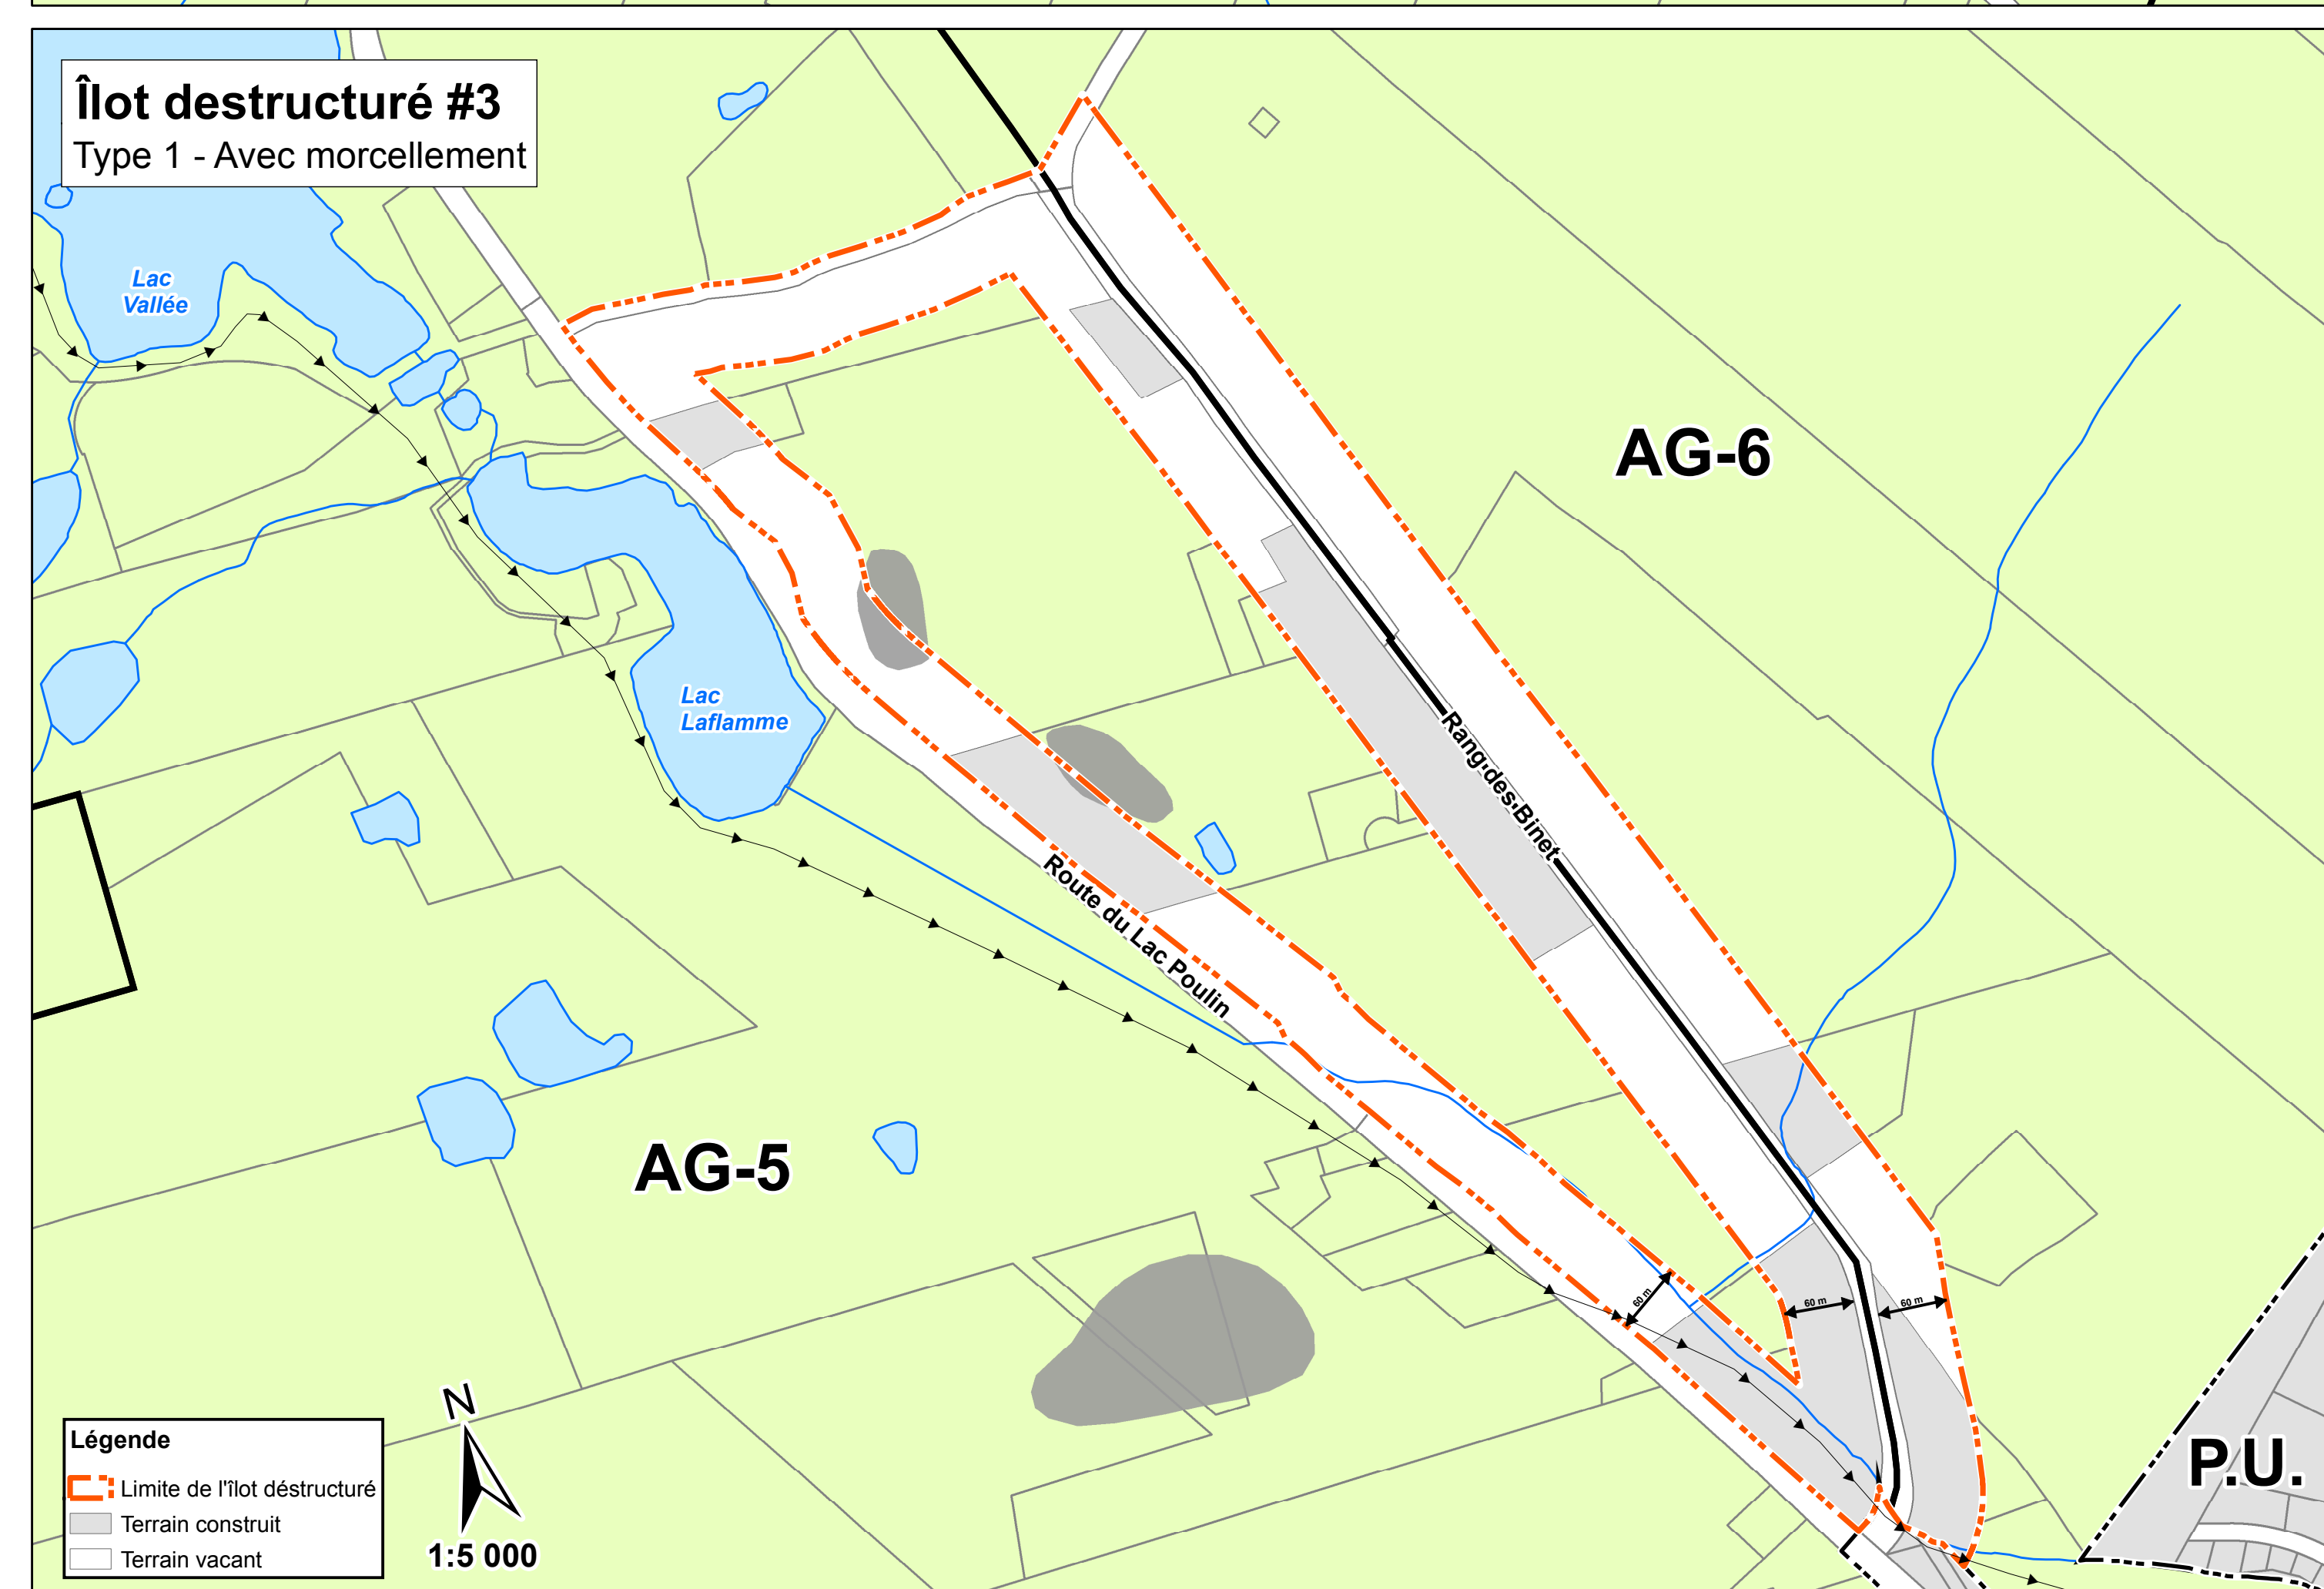 Îlot destructuré #3
Type 1 - Avec morcellement
Lac
Vallée
AG-6
Lac
Laflamme
Rang des Binet
Route du Lac Poulin
AG-5
60 m
60 m
60 m
P.U.
N
1:5 000
Légende
Limite de l'îlot déstructuré
Terrain construit
Terrain vacant